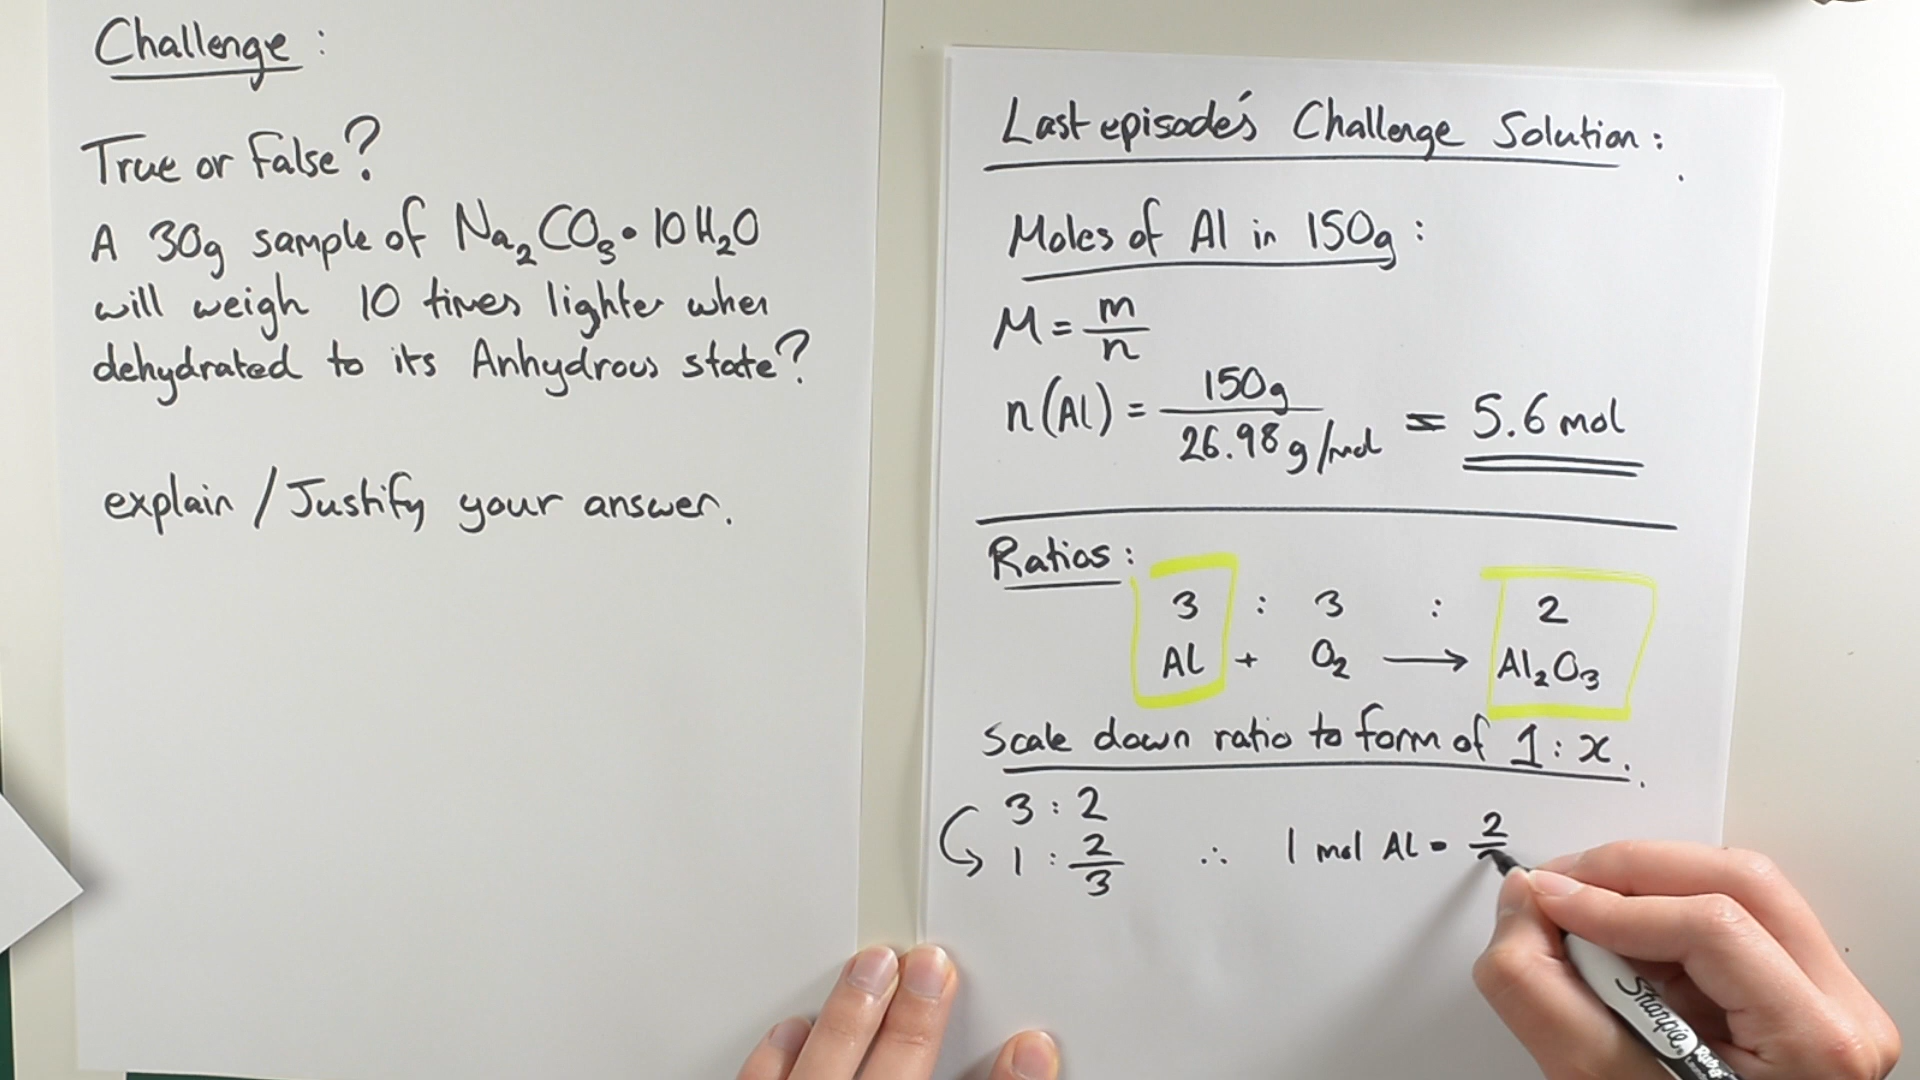 Challenge :
True or False?
A 30g sample of Na₂CO₃•10H₂O
will weigh 10 times lighter when
dehydrated to its Anhydrous state?
explain / Justify your answer.
Last episode's Challenge Solution :
Moles of Al in 150g :
M = m/n
n(Al) = 150g / 26.98 g/mol = 5.6 mol
Ratios :
3 : 3 : 2
Al + O₂ → Al₂O₃
Scale down ratio to form of 1 : x.
3 : 2
1 : 2/3 ∴ 1 mol Al = 2
Sharpie